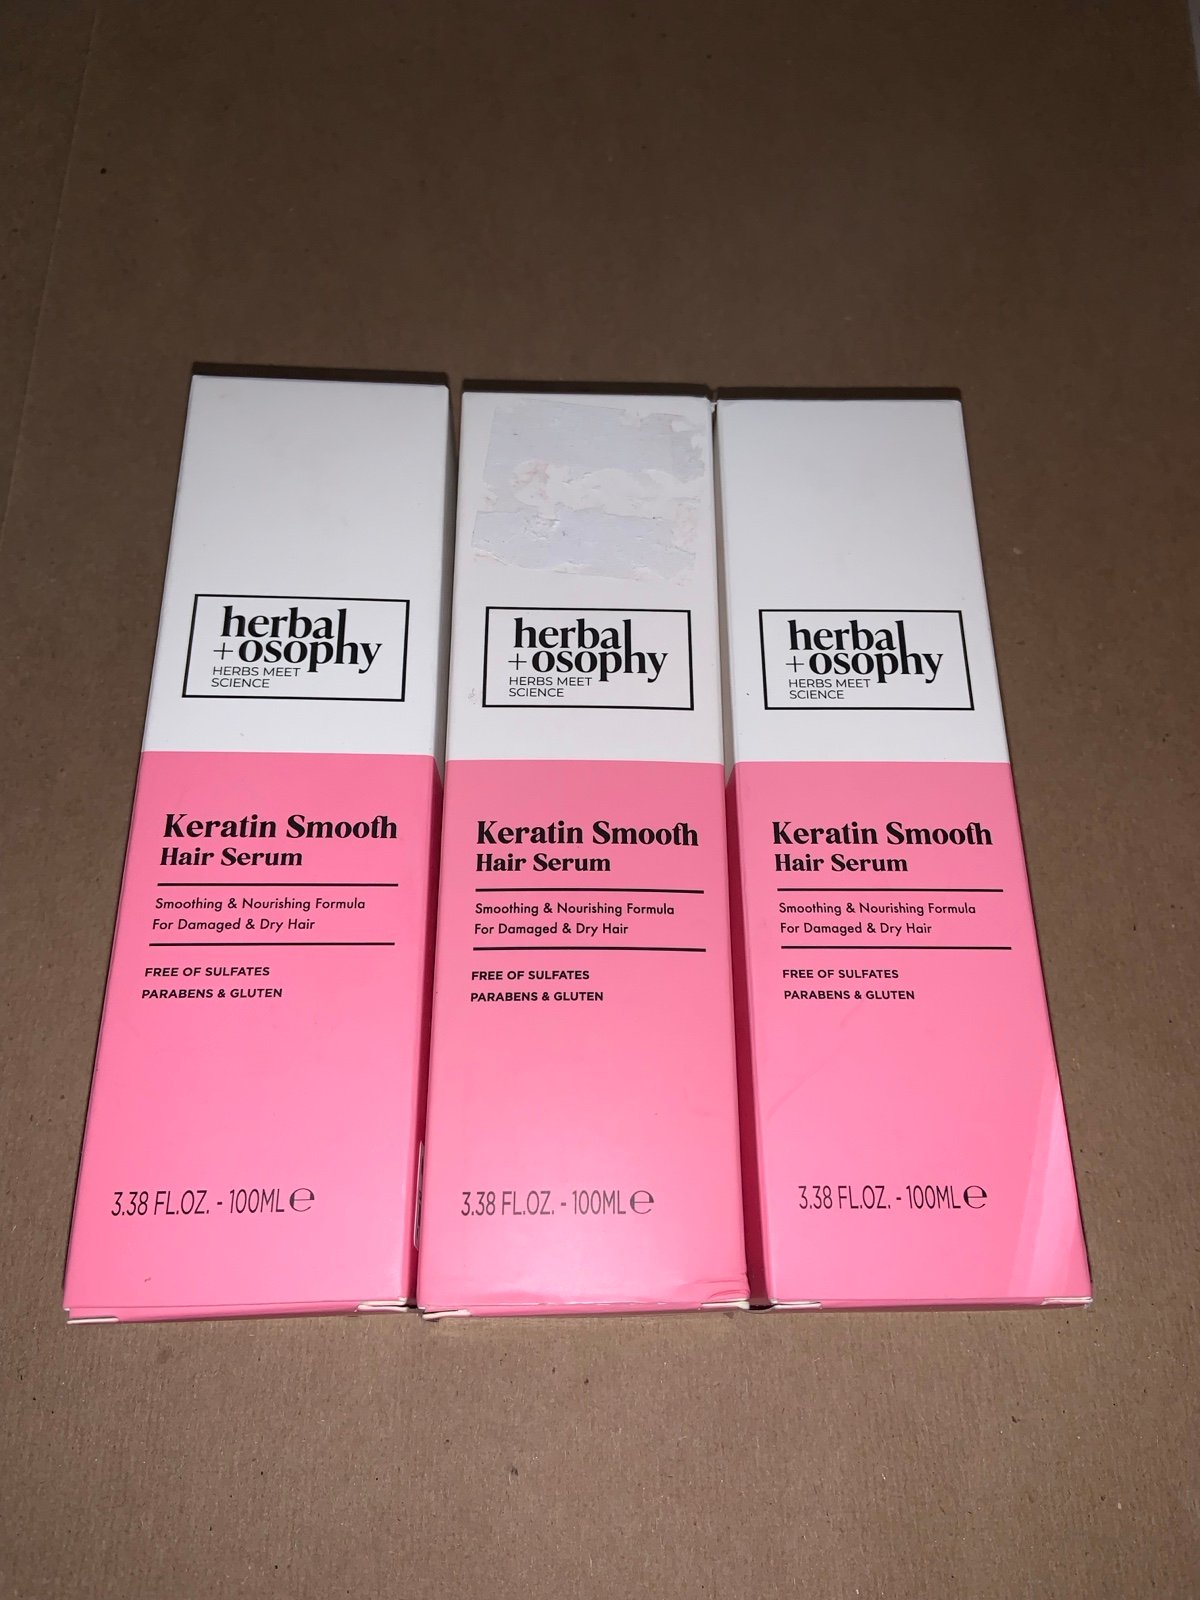 herbal
+osophy
HERBS MEET
SCIENCE
Keratin Smooth
Hair Serum
Smoothing & Nourishing Formula
For Damaged & Dry Hair
FREE OF SULFATES
PARABENS & GLUTEN
3.38 FL.OZ. - 100ML ℮
herbal
+osophy
HERBS MEET
SCIENCE
Keratin Smooth
Hair Serum
Smoothing & Nourishing Formula
For Damaged & Dry Hair
FREE OF SULFATES
PARABENS & GLUTEN
3.38 FL.OZ. - 100ML ℮
herbal
+osophy
HERBS MEET
SCIENCE
Keratin Smooth
Hair Serum
Smoothing & Nourishing Formula
For Damaged & Dry Hair
FREE OF SULFATES
PARABENS & GLUTEN
3.38 FL.OZ. - 100ML ℮